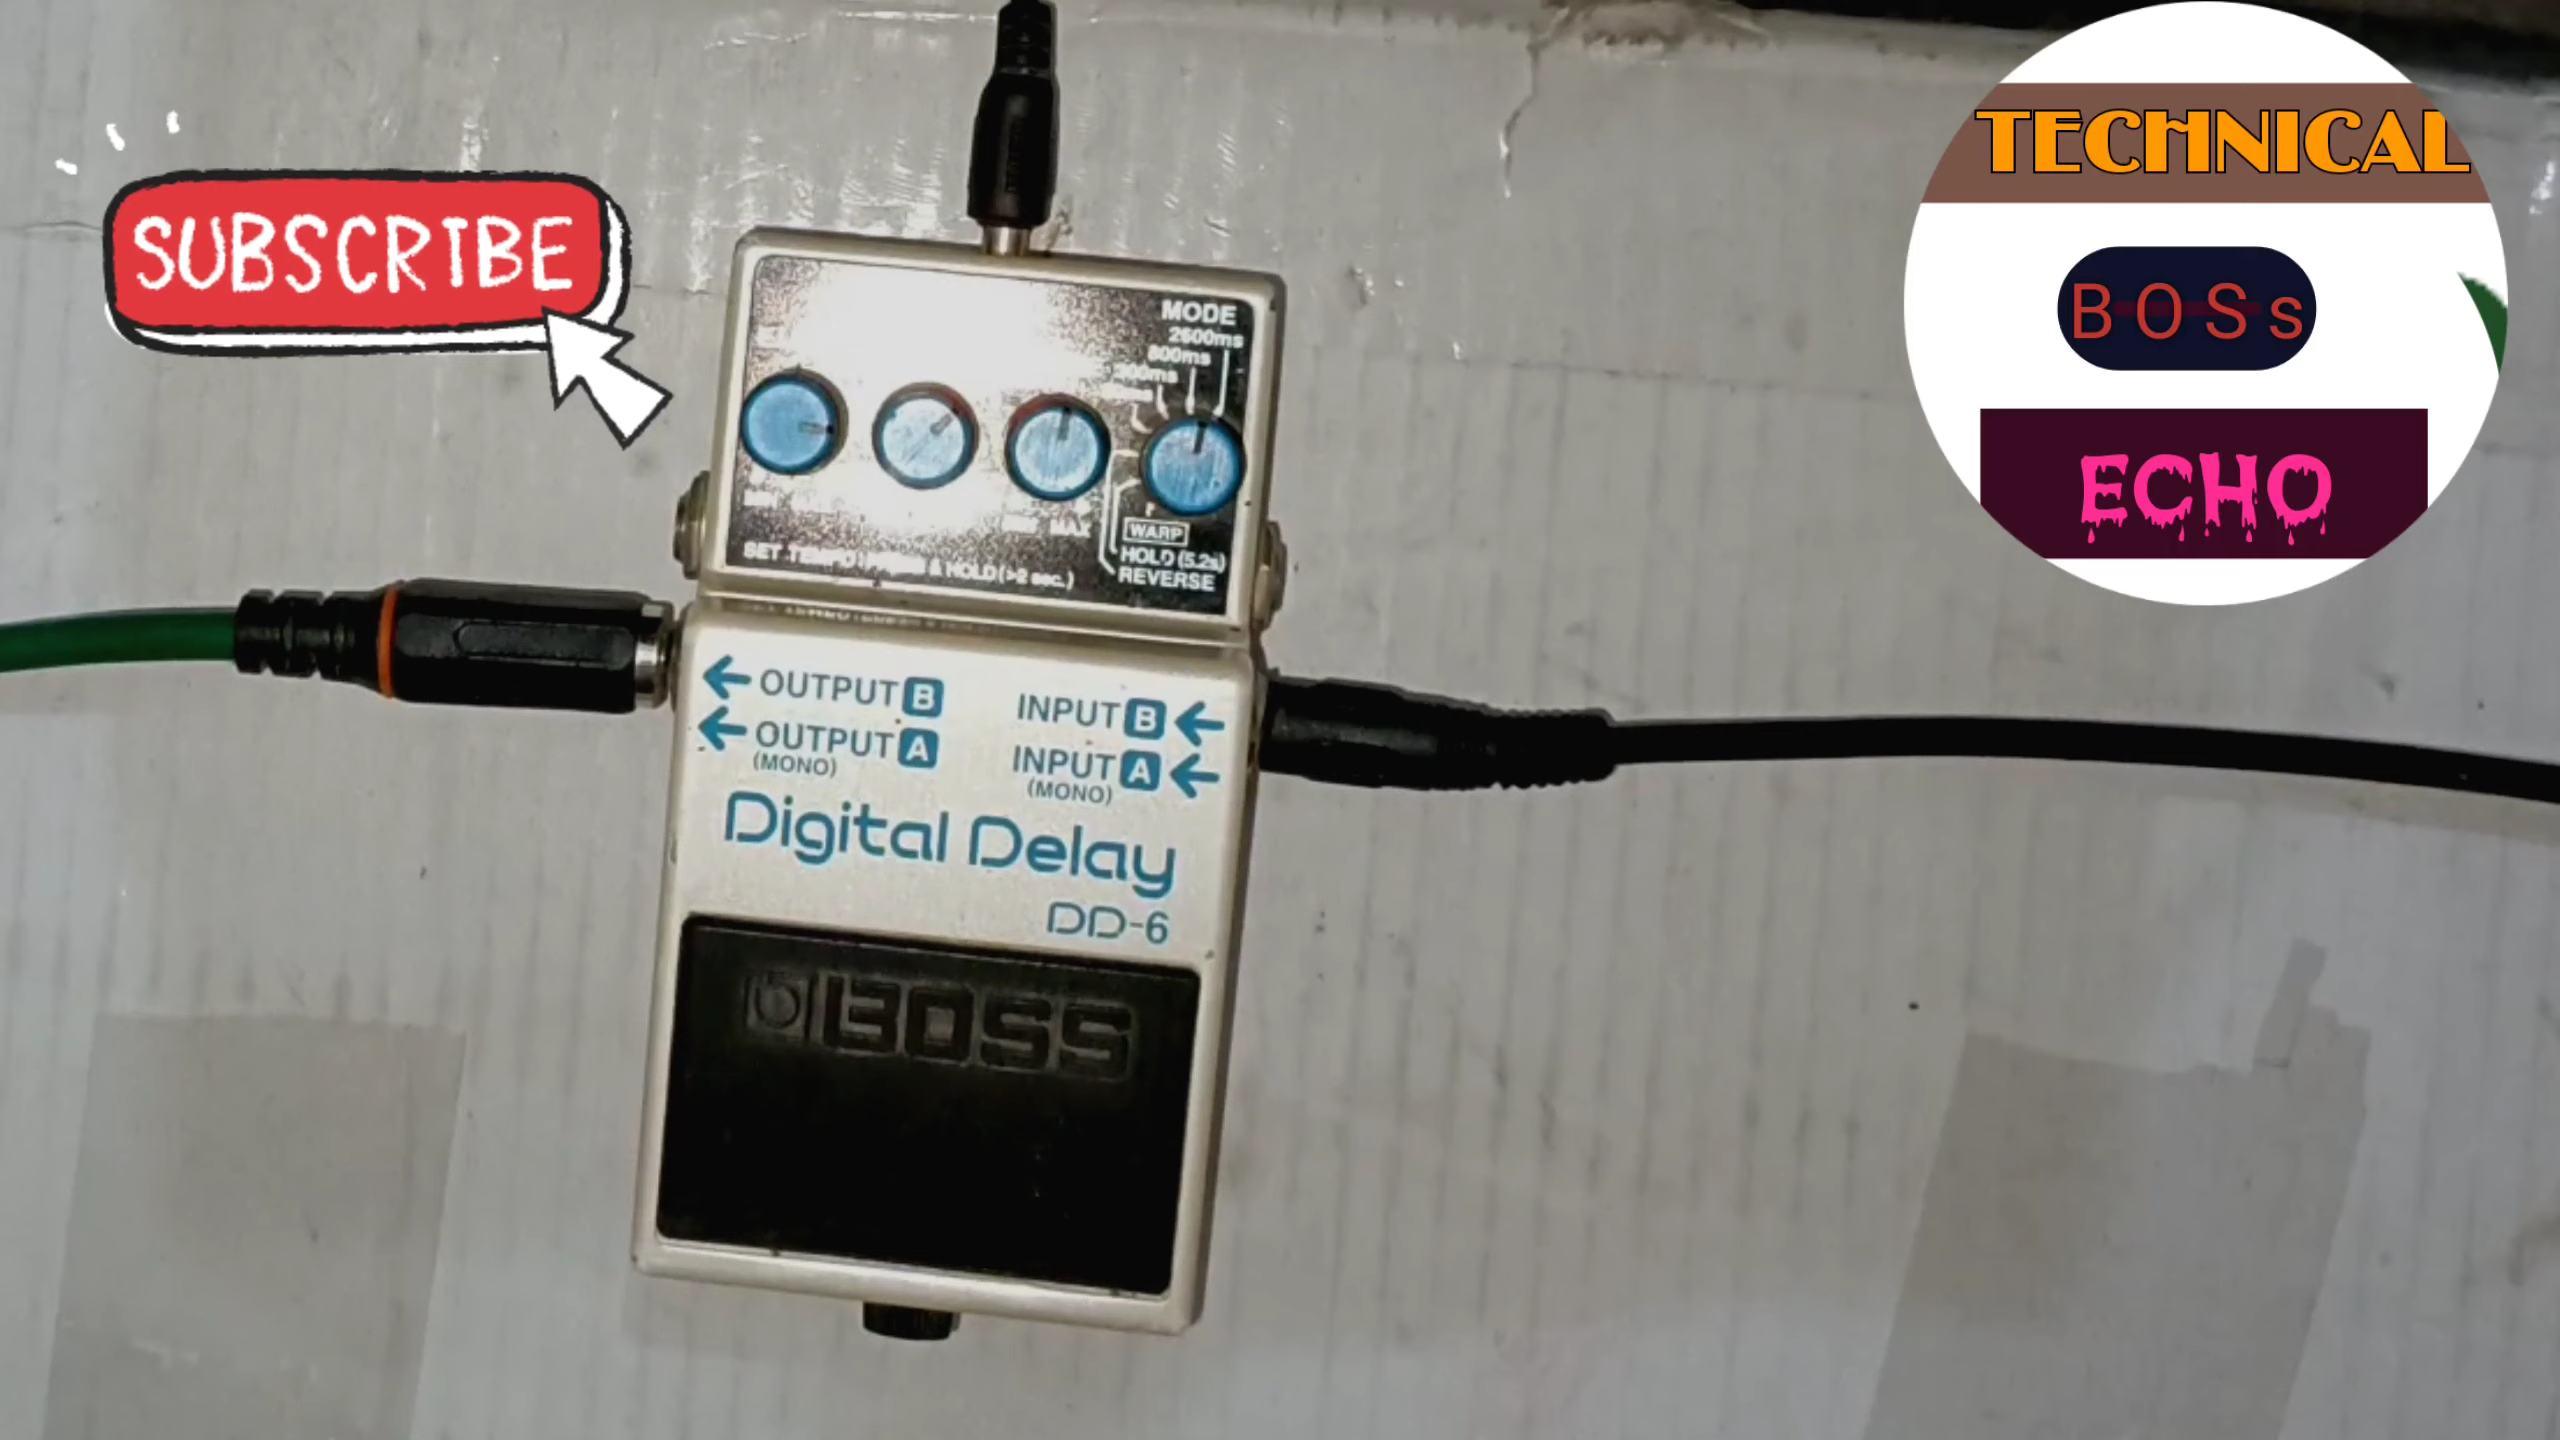 SUBSCRIBE
TECHNICAL
BOSs
ECHO
MODE
2600ms
800ms
MAX
WARP
HOLD (5.2s)
REVERSE
SET TEMPO & HOLD (>2 sec.)
← OUTPUT B
INPUT B ←
← OUTPUT A
(MONO)
INPUT A ←
(MONO)
Digital Delay
DD-6
BOSS